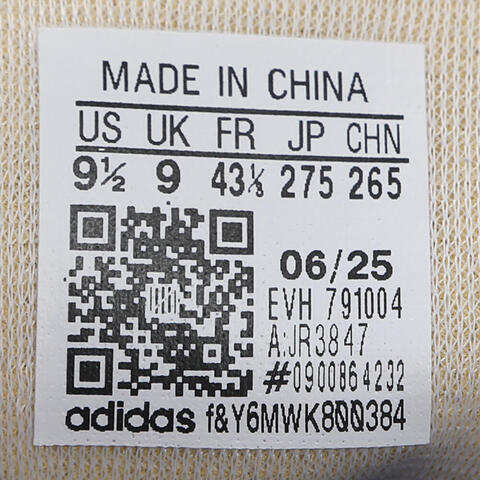 MADE IN CHINA
US UK FR JP CHN
9½ 9 43⅓ 275 265
06/25
EVH 791004
A:JR3847
#0900864232
adidas f&Y6MWK800384